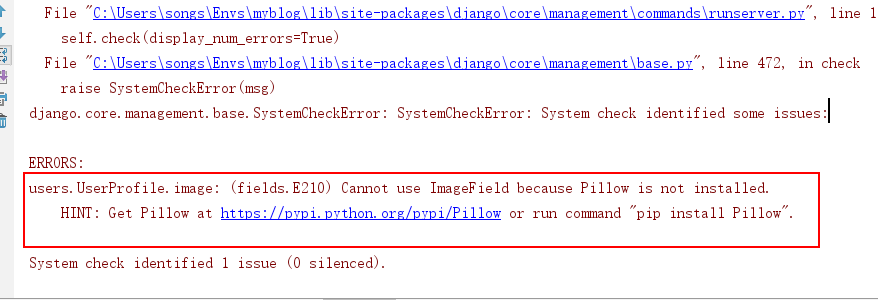 File "C:\Users\songs\Envs\myblog\lib\site-packages\django\core\management\commands\runserver.py", line 1
self.check(display_num_errors=True)
File "C:\Users\songs\Envs\myblog\lib\site-packages\django\core\management\base.py", line 472, in check
raise SystemCheckError(msg)
django.core.management.base.SystemCheckError: SystemCheckError: System check identified some issues:
ERRORS:
users.UserProfile.image: (fields.E210) Cannot use ImageField because Pillow is not installed.
HINT: Get Pillow at https://pypi.python.org/pypi/Pillow or run command "pip install Pillow".
System check identified 1 issue (0 silenced).